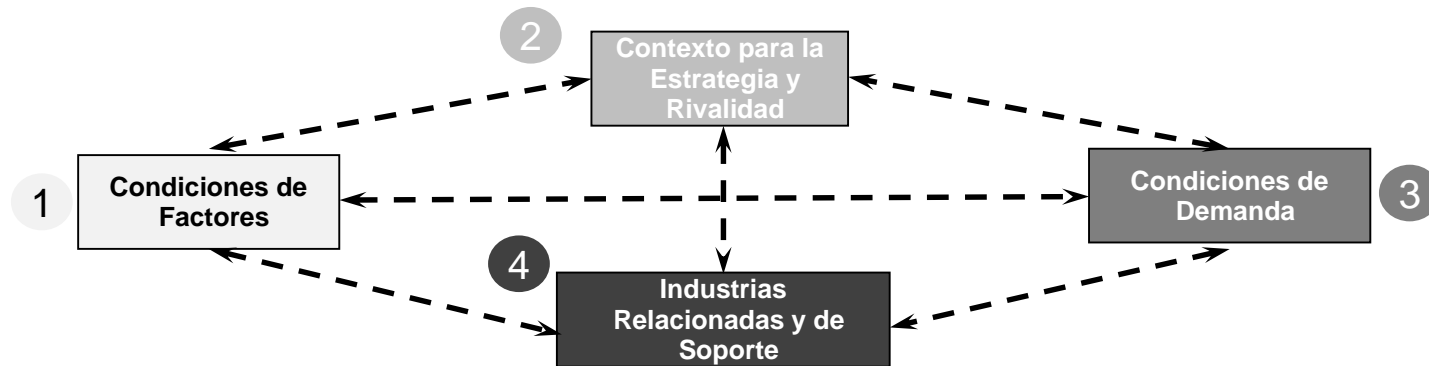 2
Contexto para la
Estrategia y
Rivalidad
1
Condiciones de
Factores
Condiciones de
Demanda
3
4
Industrias
Relacionadas y de
Soporte